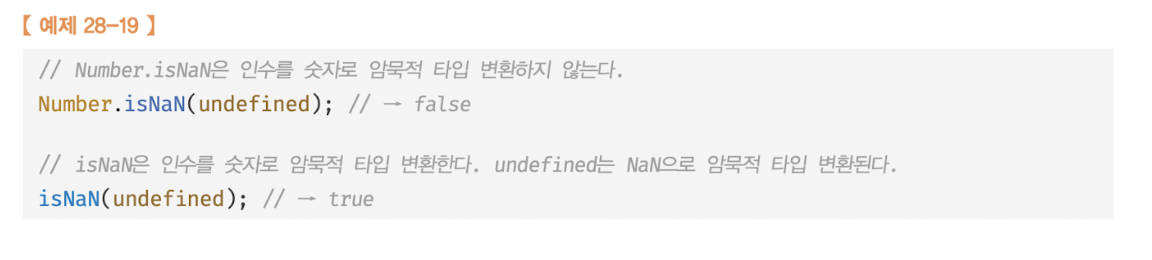 【 예제 28-19 】
// Number.isNaN은 인수를 숫자로 암묵적 타입 변환하지 않는다.
Number.isNaN(undefined); // → false
// isNaN은 인수를 숫자로 암묵적 타입 변환한다. undefined는 NaN으로 암묵적 타입 변환된다.
isNaN(undefined); // → true